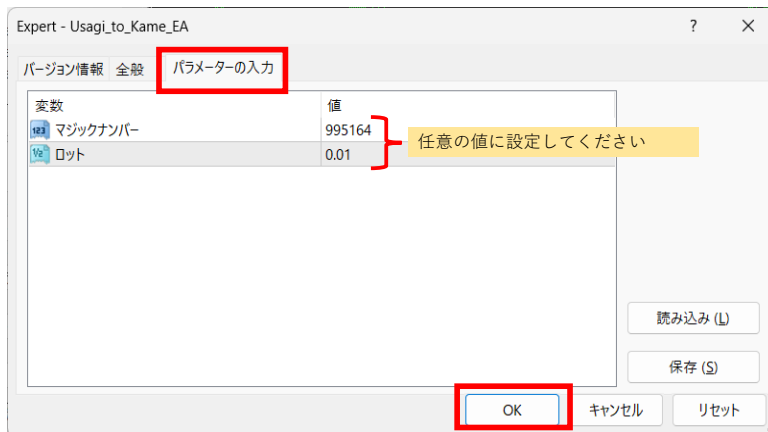 Expert - Usagi_to_Kame_EA ? ×
バージョン情報 全般 パラメーターの入力
変数 値
123 マジックナンバー 995164
½ ロット 0.01
任意の値に設定してください
読み込み (L)
保存 (S)
OK キャンセル リセット